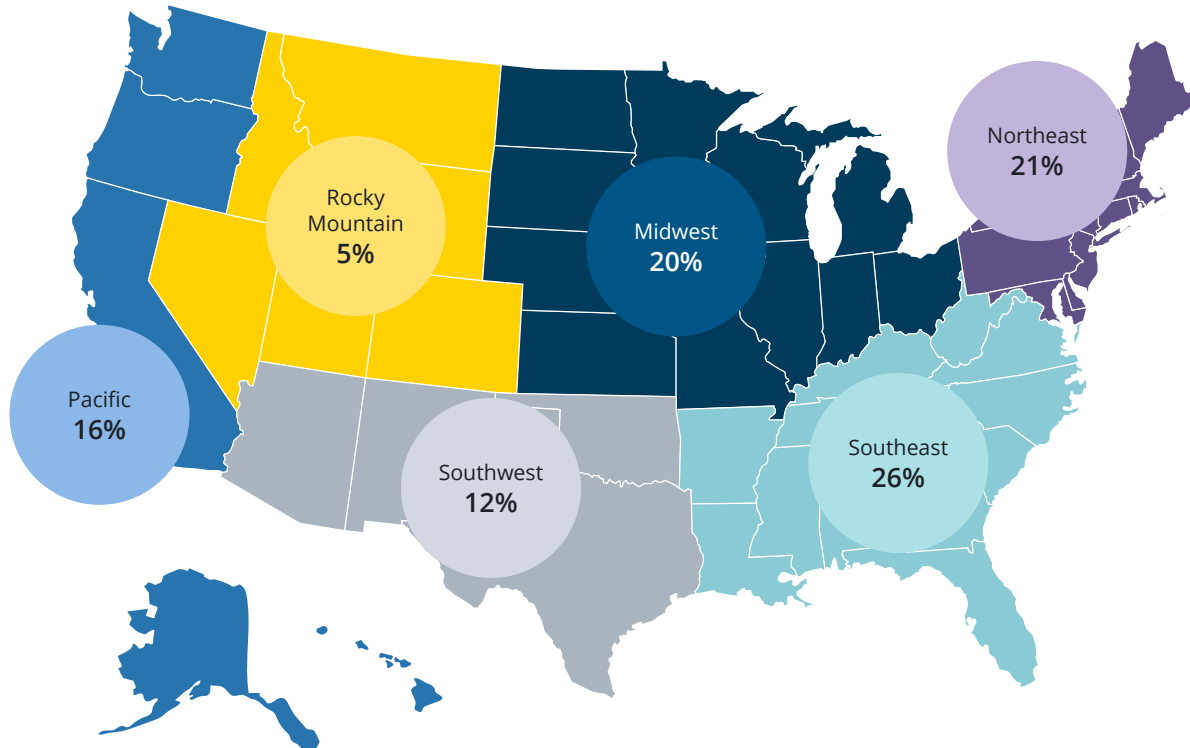 Northeast
21%
Rocky
Mountain
5%
Midwest
20%
Pacific
16%
Southwest
12%
Southeast
26%